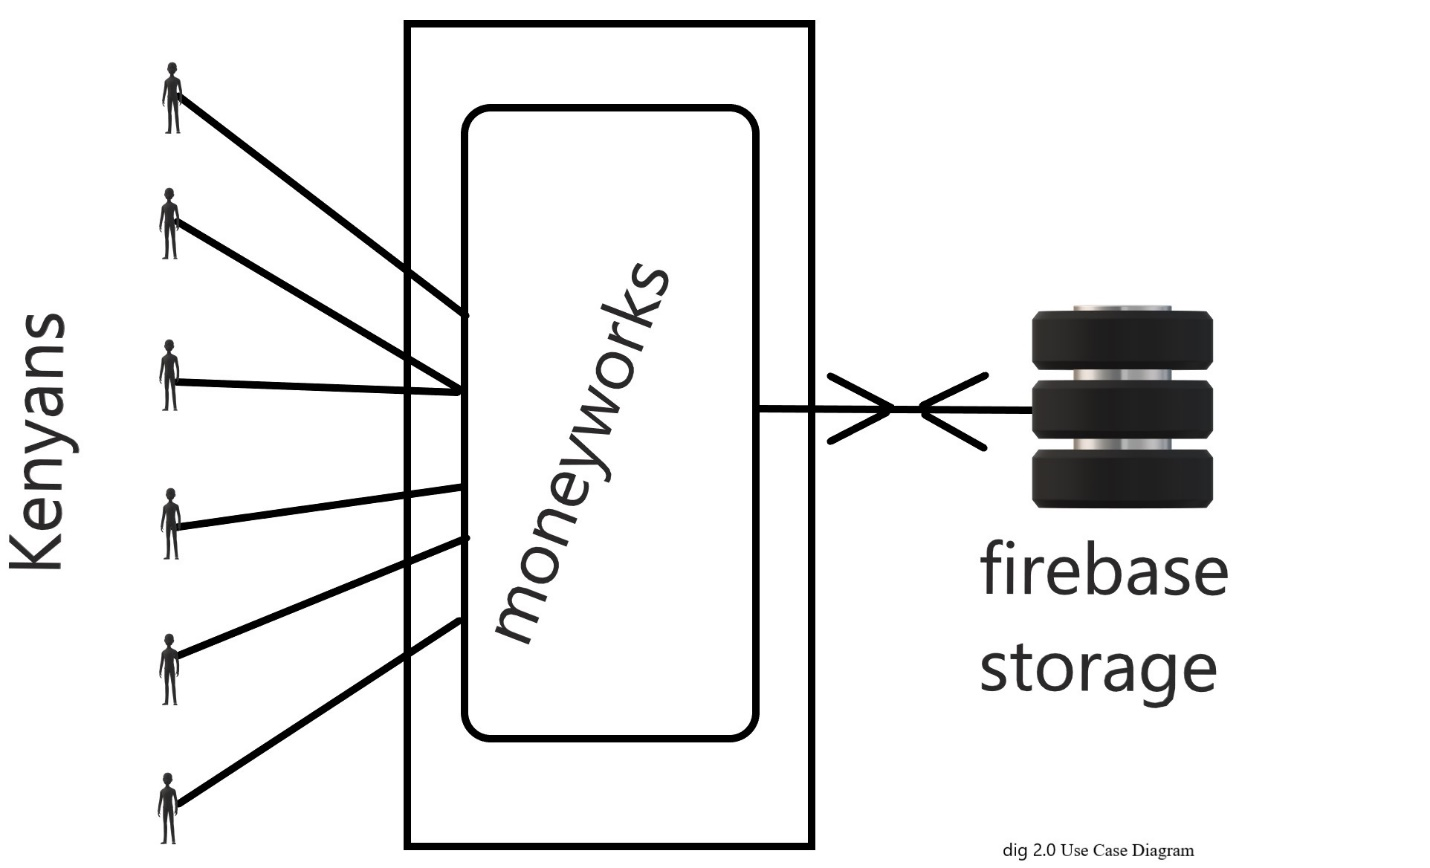 Kenyans
moneyworks
firebase
storage
dig 2.0 Use Case Diagram